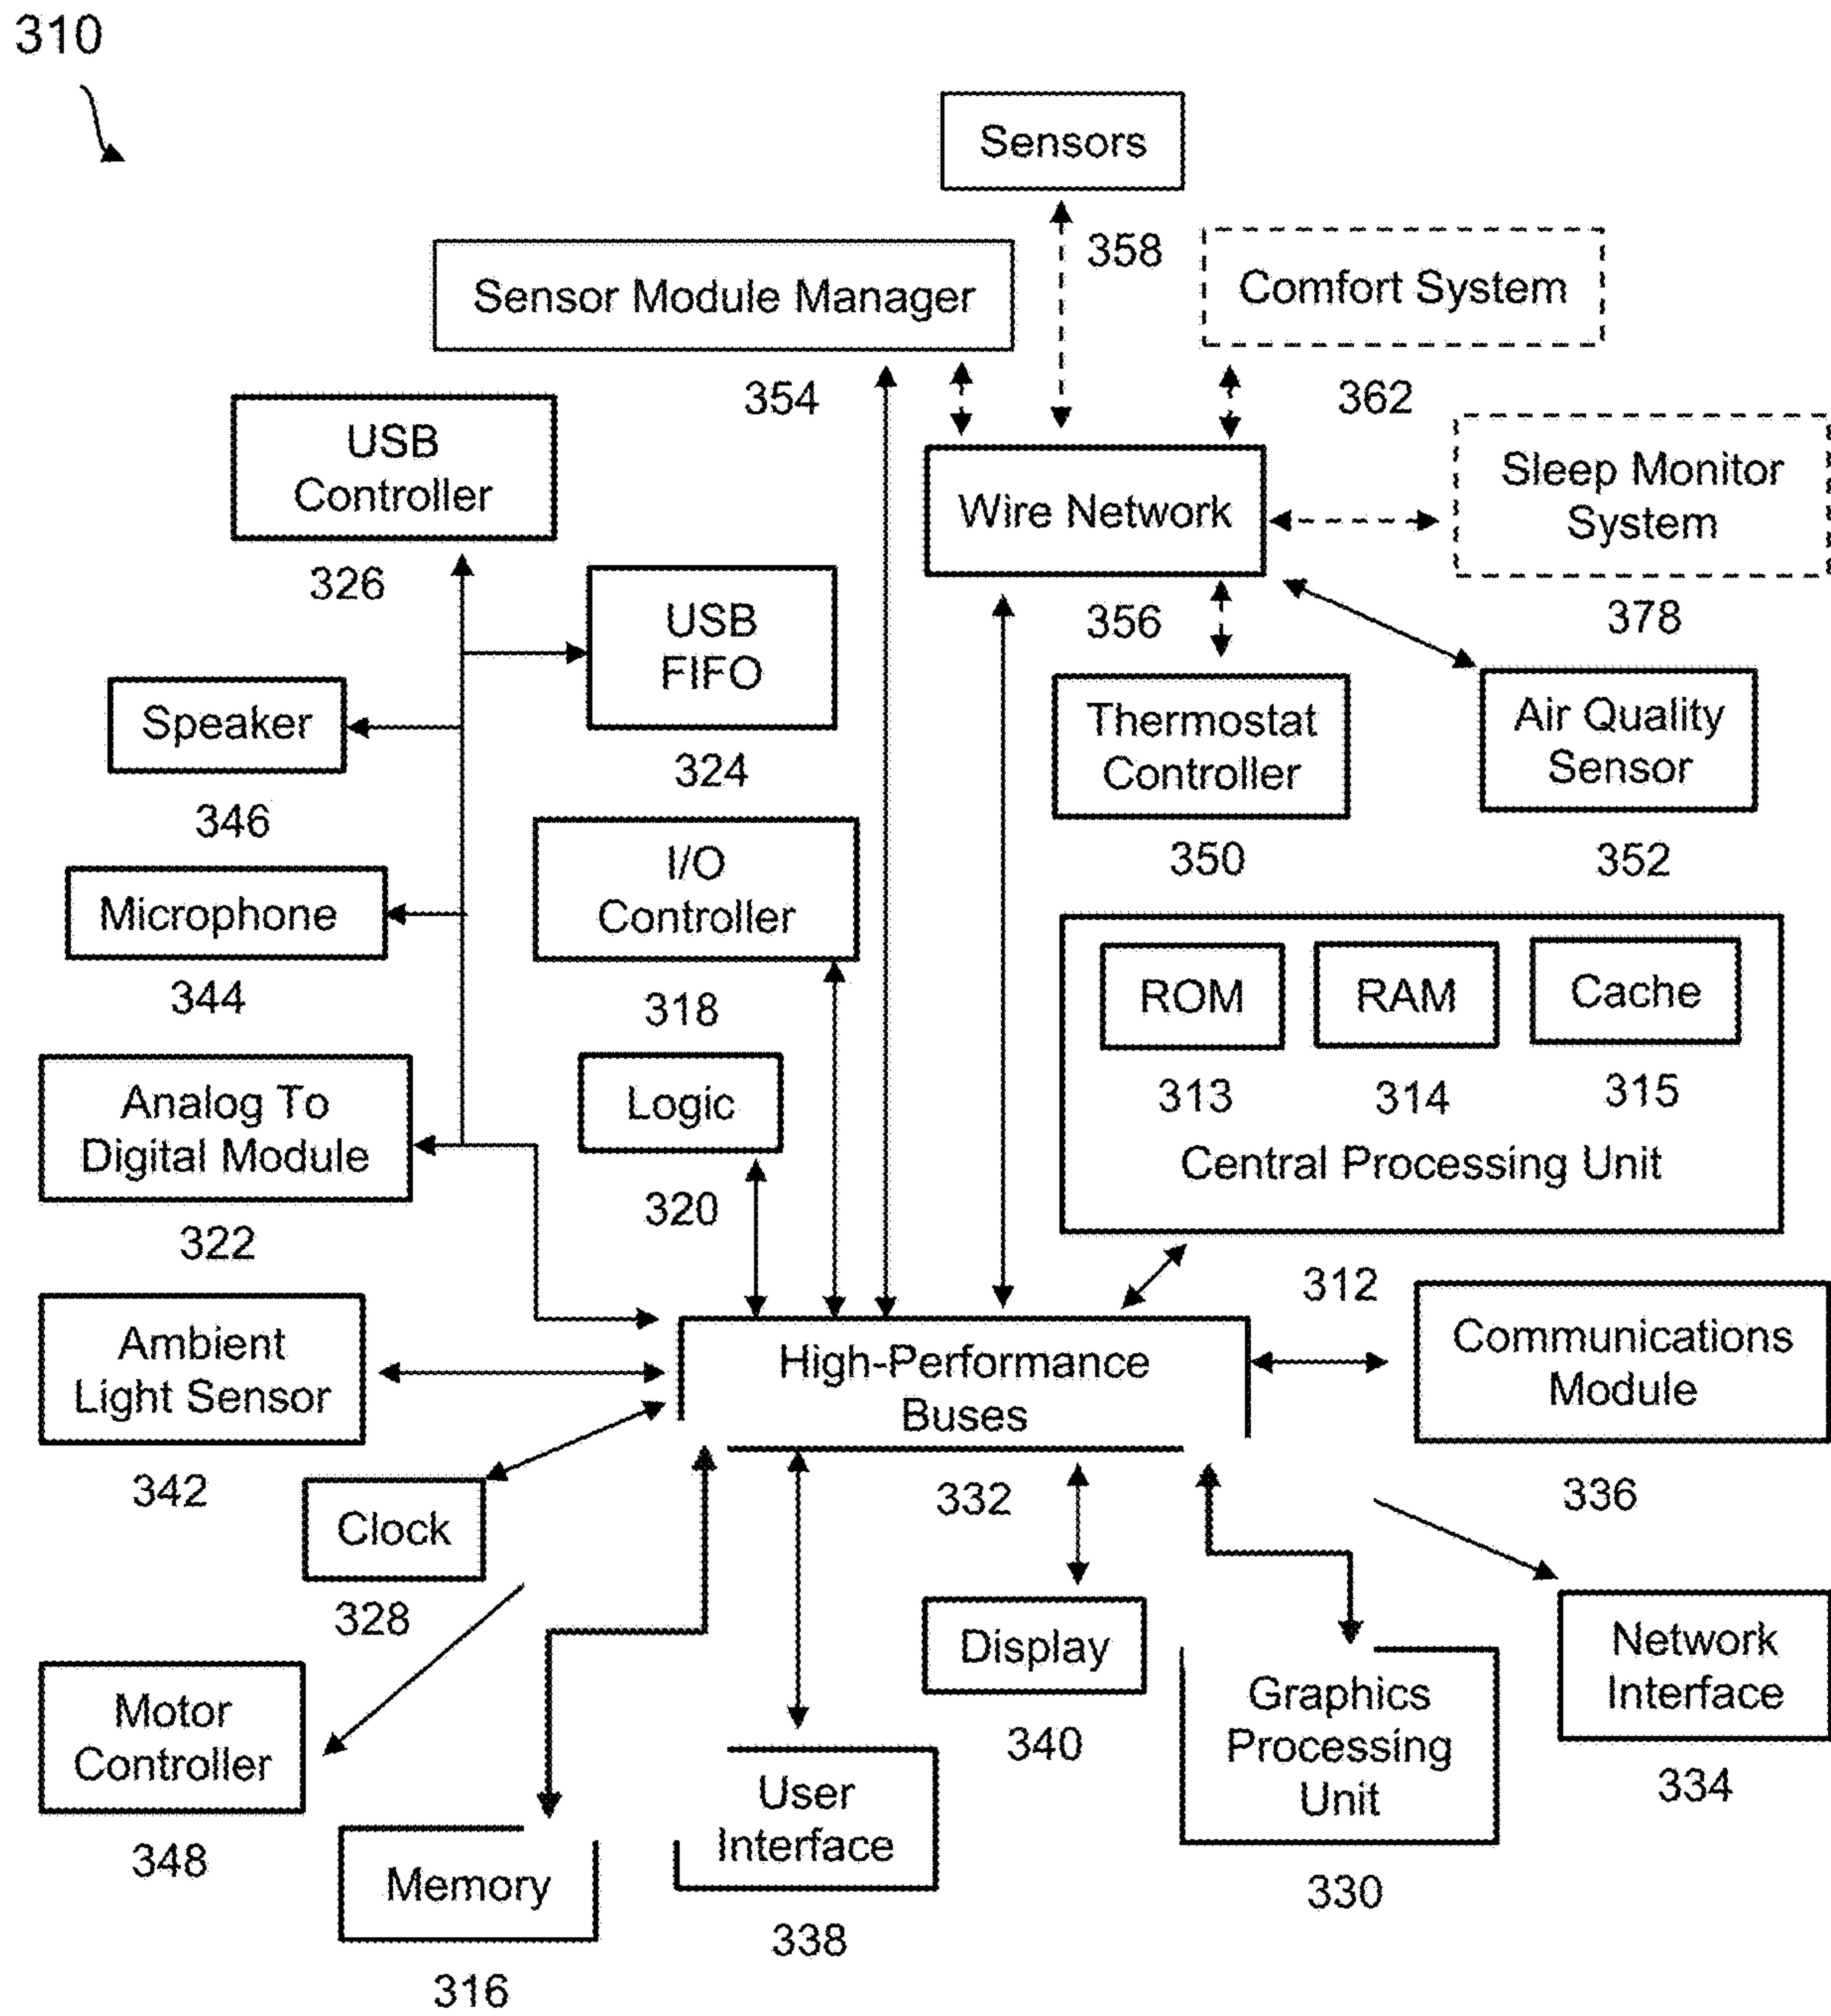 310
Sensors
358
Sensor Module Manager
354
Comfort System
362
USB
Controller
326
Wire Network
356
Sleep Monitor
System
378
USB
FIFO
324
Speaker
346
Thermostat
Controller
350
Air Quality
Sensor
352
I/O
Controller
318
Microphone
344
ROM
313
RAM
314
Cache
315
Central Processing Unit
312
Analog To
Digital Module
322
Logic
320
Ambient
Light Sensor
342
High-Performance
Buses
332
Communications
Module
336
Clock
328
Display
340
Network
Interface
334
Motor
Controller
348
Graphics
Processing
Unit
330
User
Interface
338
Memory
316